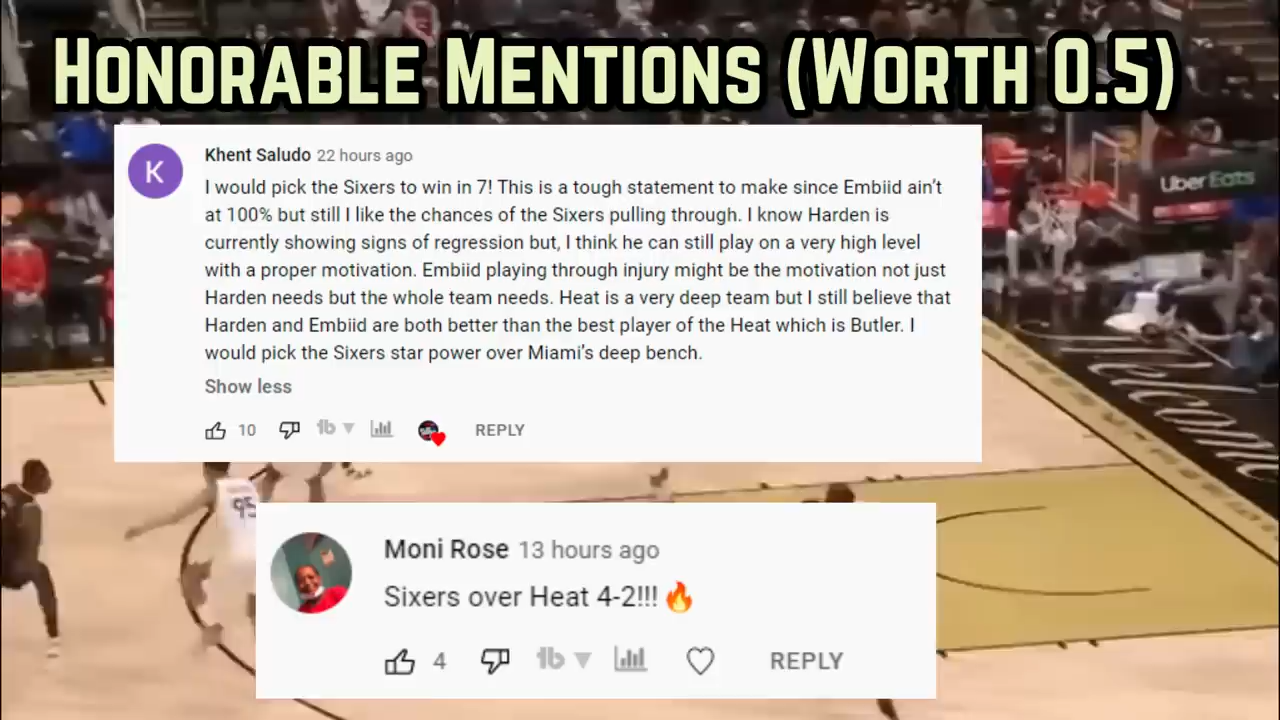 HONORABLE MENTIONS (WORTH 0.5)
K
Khent Saludo 22 hours ago
I would pick the Sixers to win in 7! This is a tough statement to make since Embiid ain't
at 100% but still I like the chances of the Sixers pulling through. I know Harden is
currently showing signs of regression but, I think he can still play on a very high level
with a proper motivation. Embiid playing through injury might be the motivation not just
Harden needs but the whole team needs. Heat is a very deep team but I still believe that
Harden and Embiid are both better than the best player of the Heat which is Butler. I
would pick the Sixers star power over Miami's deep bench.
Show less
10 tb REPLY
Moni Rose 13 hours ago
Sixers over Heat 4-2!!! 🔥
4 tb REPLY
Uber Eats
Welcome
95